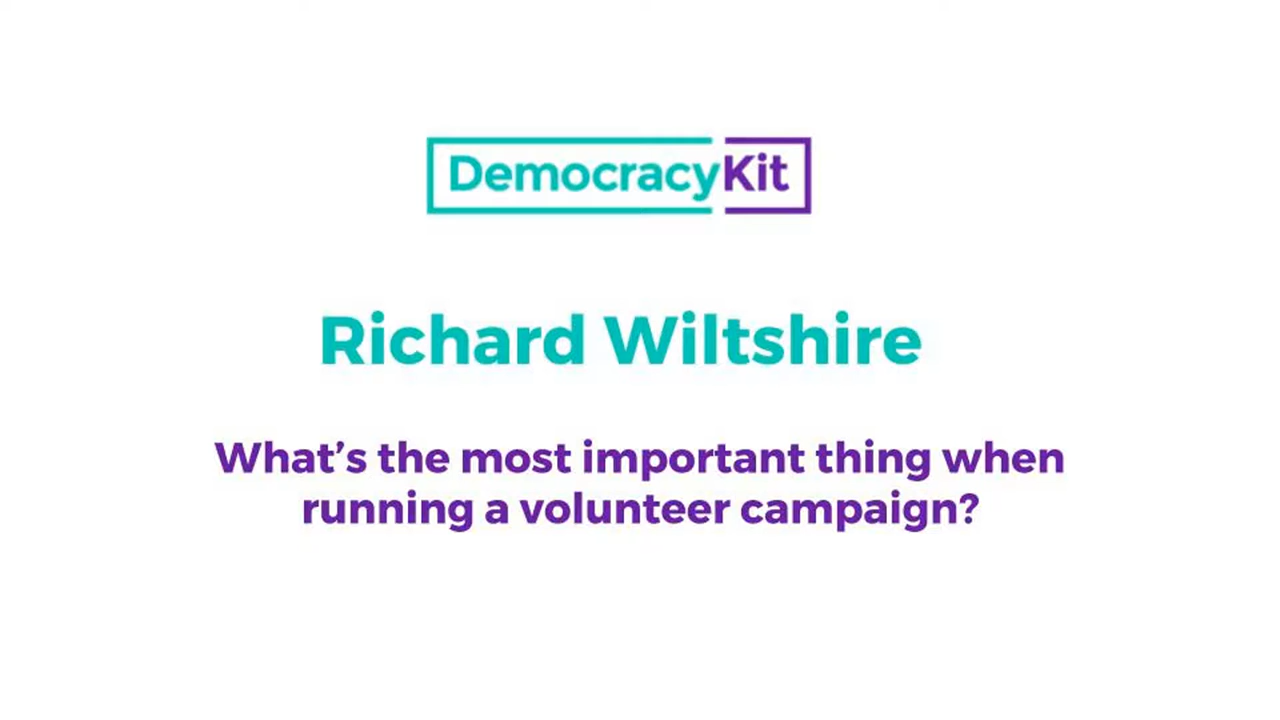 DemocracyKit
Richard Wiltshire
What’s the most important thing when
running a volunteer campaign?